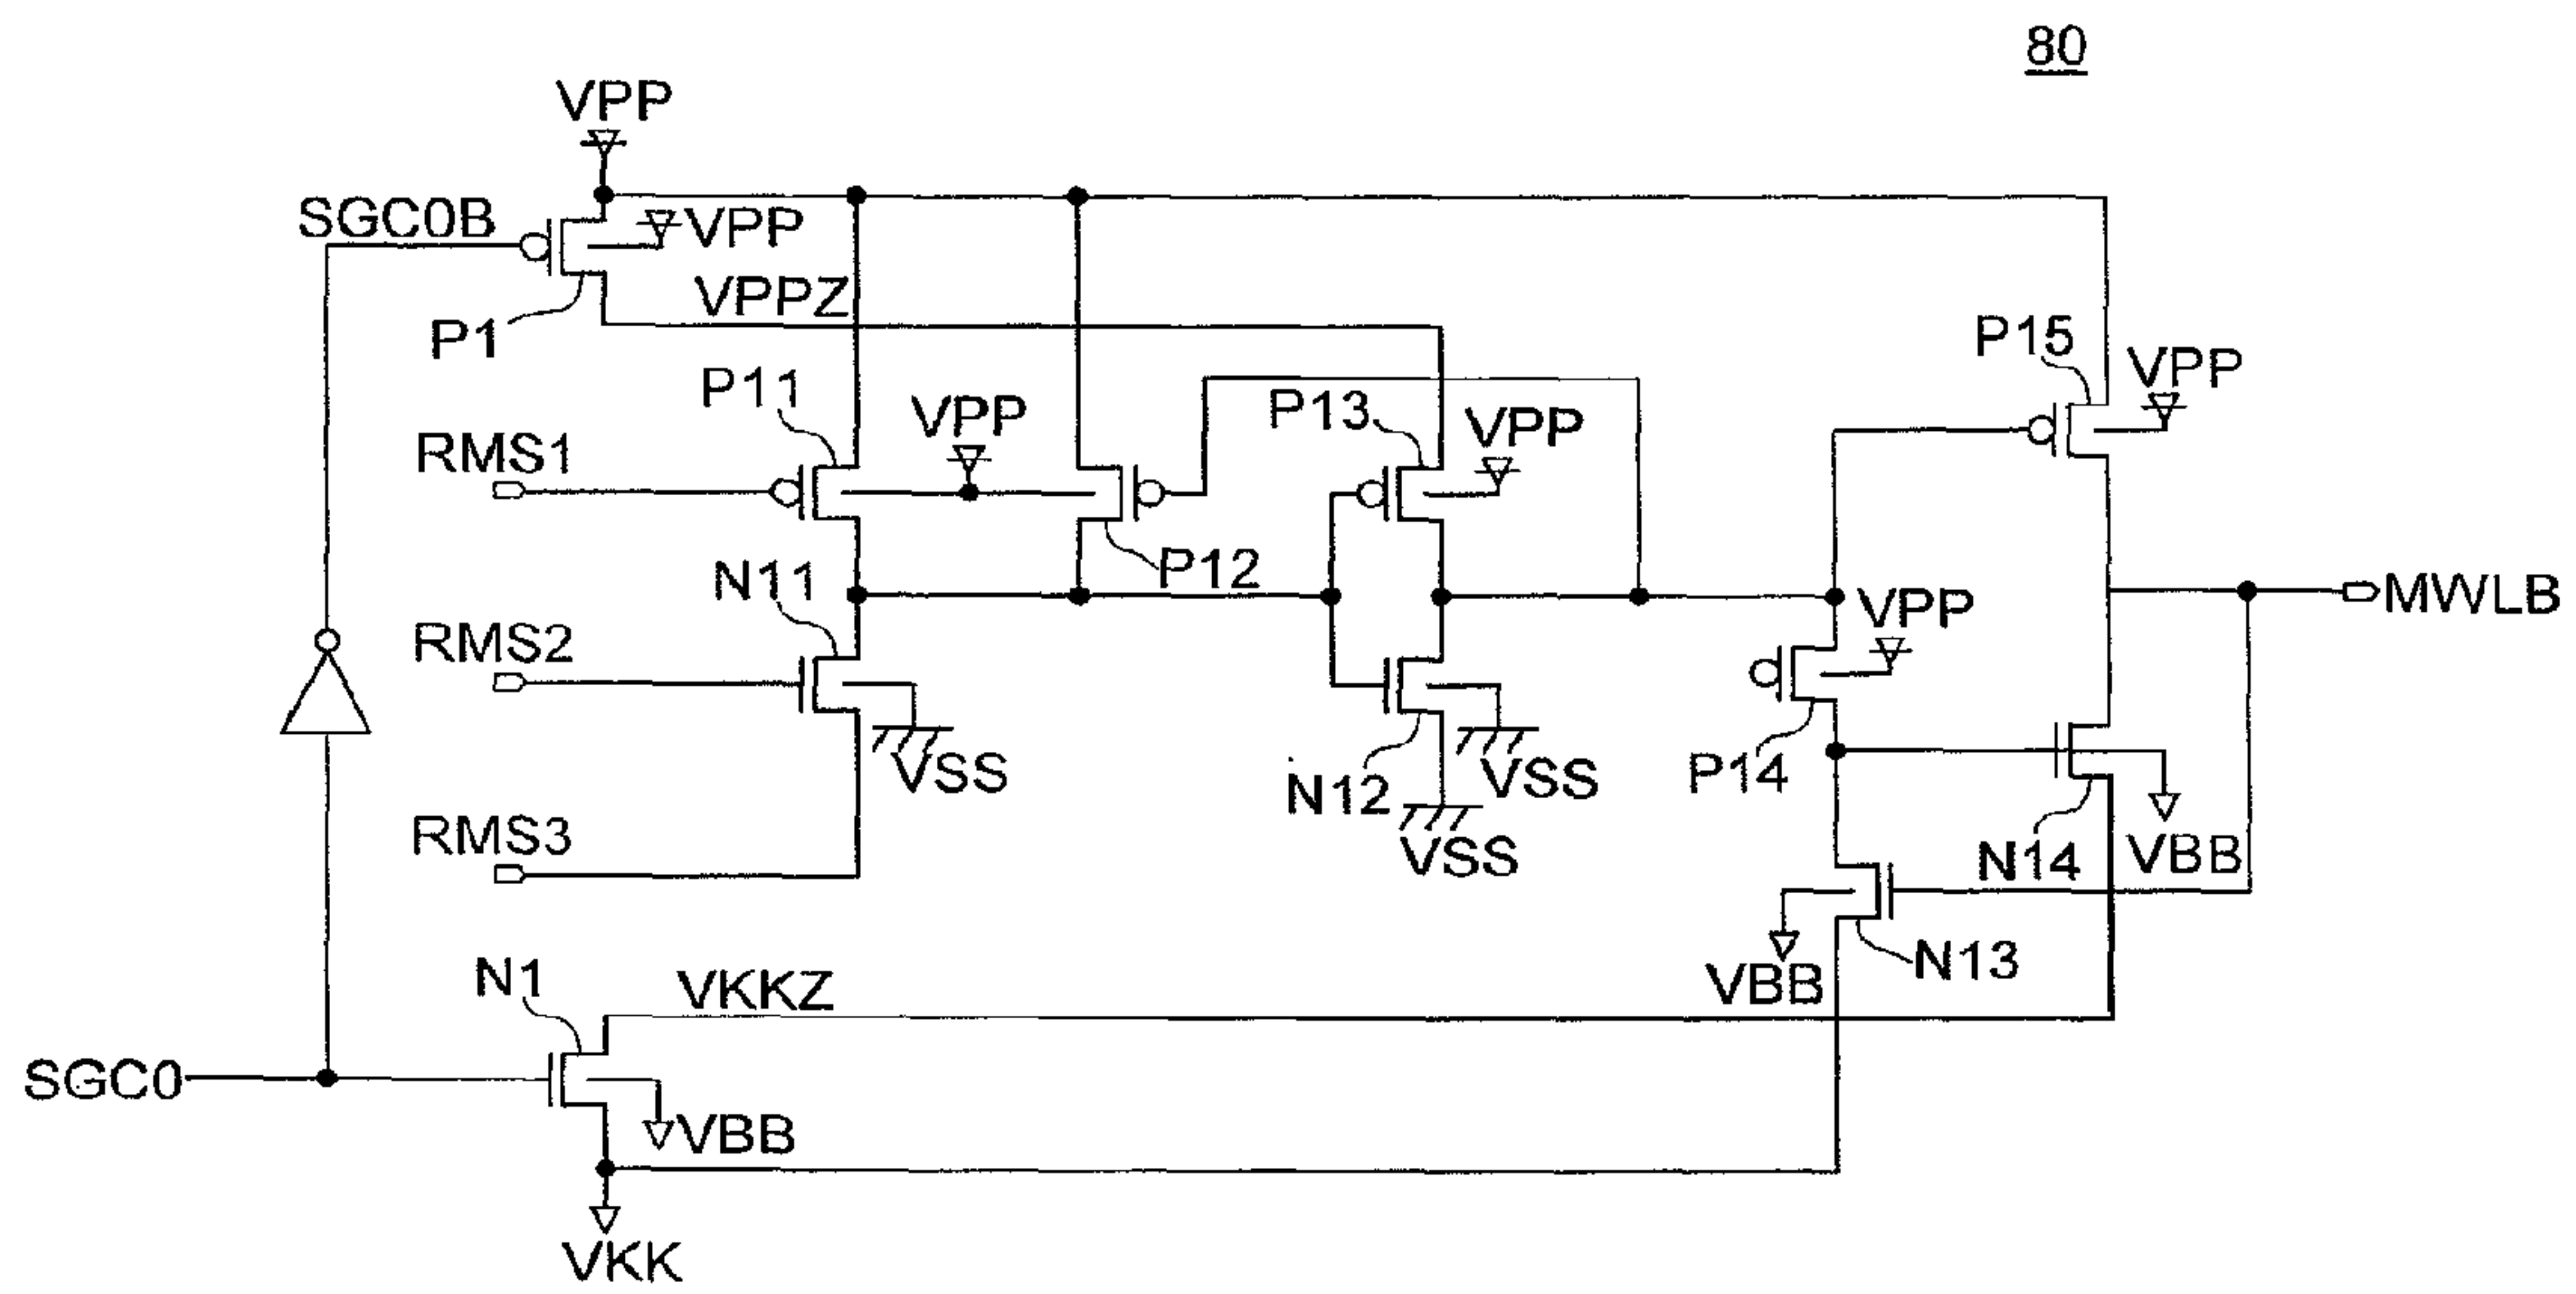 80
VPP
SGC0B
VPP
VPPZ
P1
P15
VPP
P11
VPP
P13
VPP
RMS1
P12
N11
VPP
MWLB
RMS2
VSS
P14
N12
VSS
RMS3
VSS
N14
VBB
N1
VKKZ
VBB
N13
SGC0
VBB
VKK